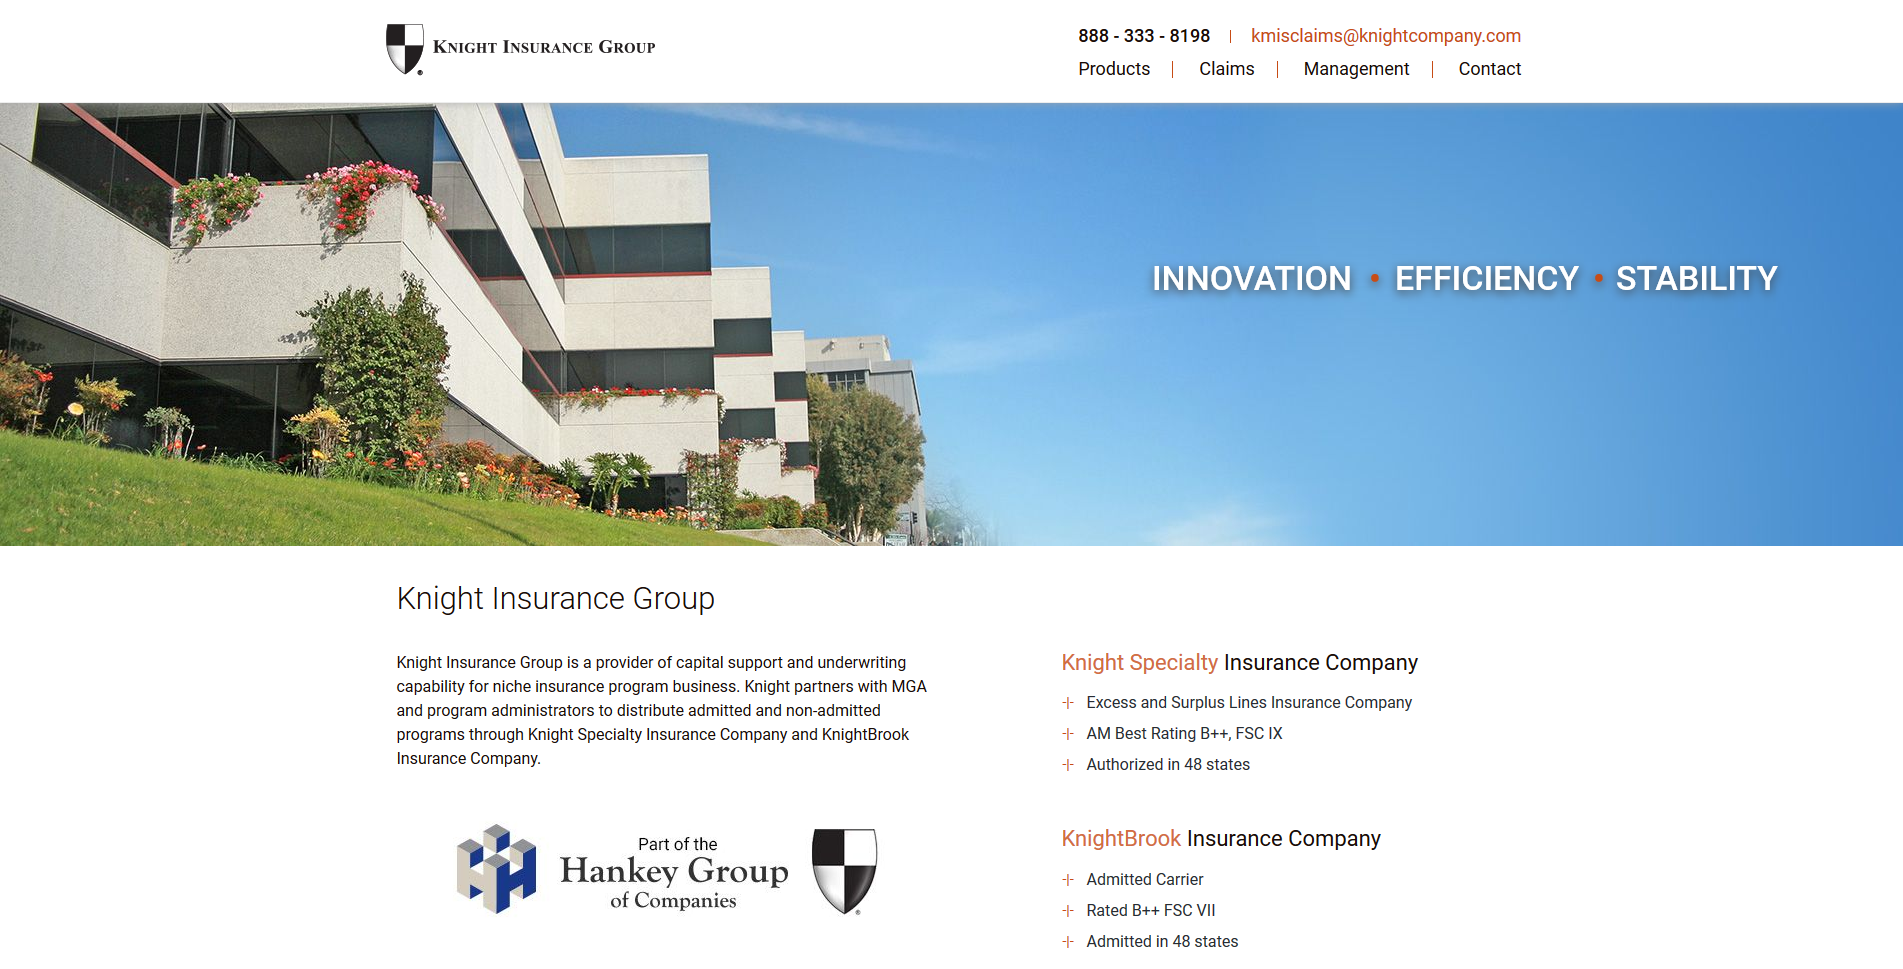 KNIGHT INSURANCE GROUP
888 - 333 - 8198 | kmisclaims@knightcompany.com
Products | Claims | Management | Contact
INNOVATION • EFFICIENCY • STABILITY
Knight Insurance Group
Knight Insurance Group is a provider of capital support and underwriting
capability for niche insurance program business. Knight partners with MGA
and program administrators to distribute admitted and non-admitted
programs through Knight Specialty Insurance Company and KnightBrook
Insurance Company.
Part of the
Hankey Group
of Companies
®
Knight Specialty Insurance Company
Excess and Surplus Lines Insurance Company
AM Best Rating B++, FSC IX
Authorized in 48 states
KnightBrook Insurance Company
Admitted Carrier
Rated B++ FSC VII
Admitted in 48 states